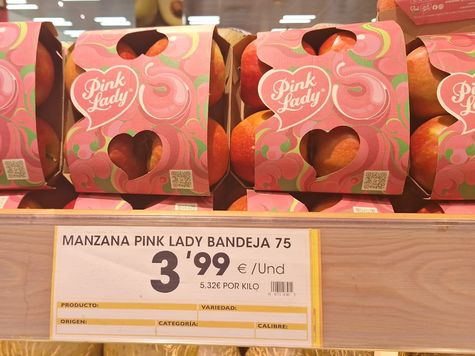 Pink
Lady
Pink
Lady
Pink
Lady
MANZANA PINK LADY BANDEJA 75
3'99 €/Und
5,32€ POR KILO
PRODUCTO:
VARIEDAD:
ORIGEN:
CATEGORÍA:
CALIBRE: